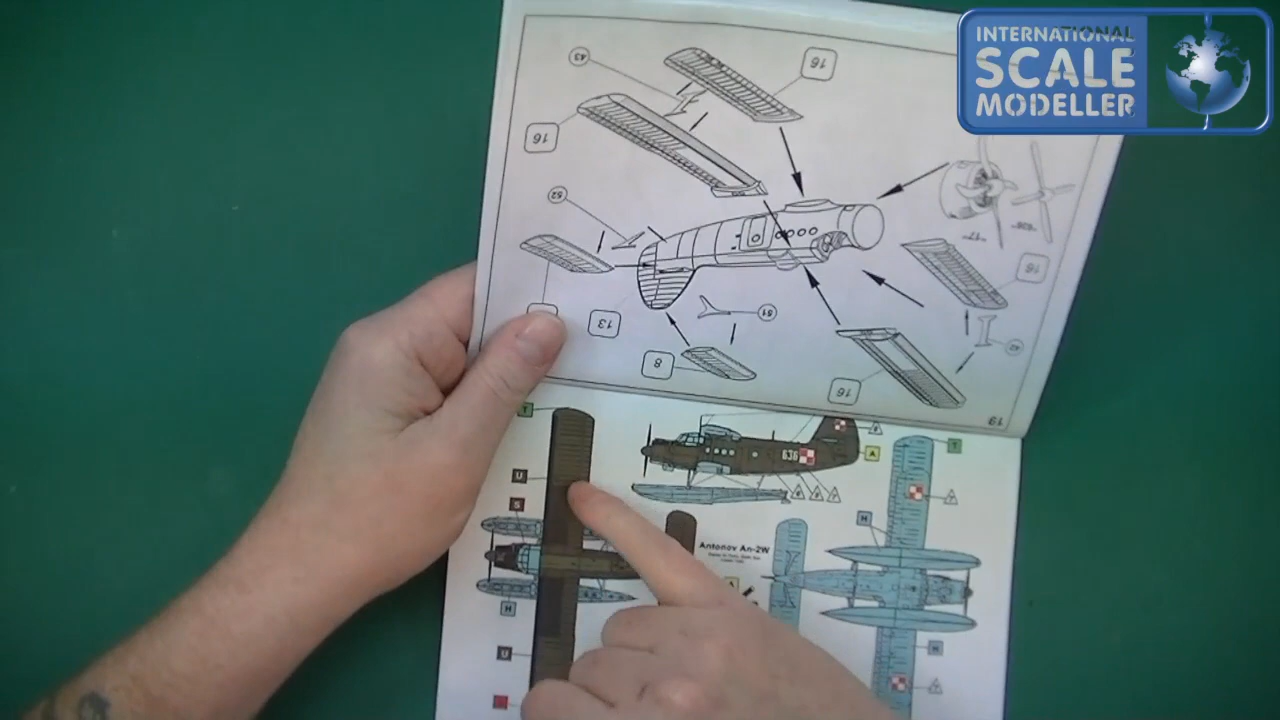 INTERNATIONAL
SCALE
MODELLER
43
16
16
52
16
13
51
8
42
16
19
T
636
A
T
U
S
H
Antonov An-2W
A
H
U
H